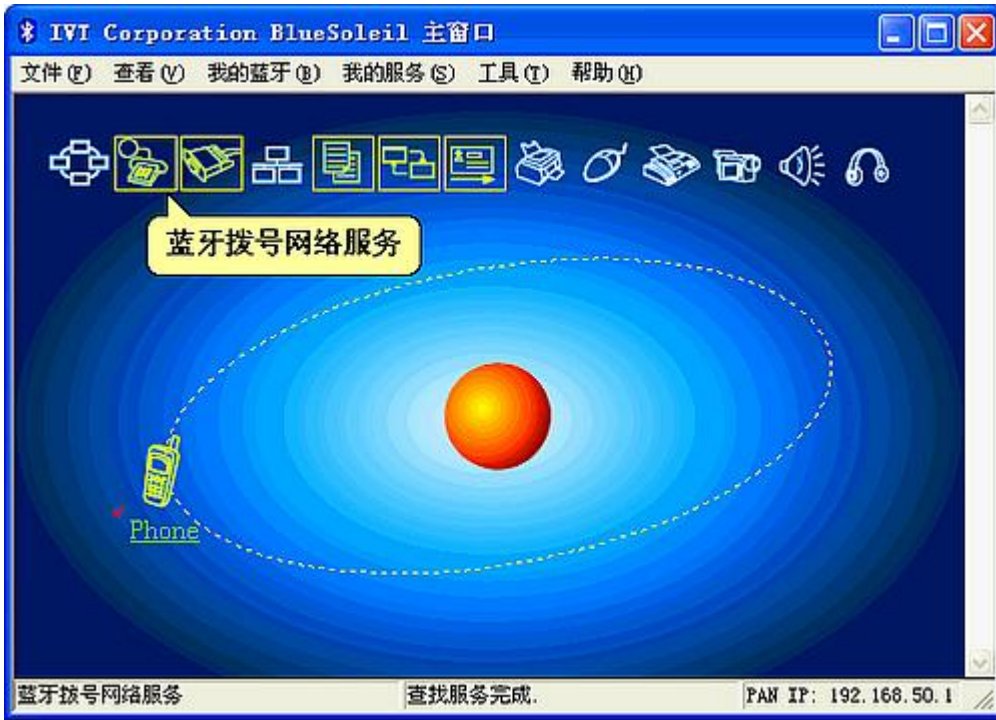 IVT Corporation BlueSoleil 主窗口
文件(F) 查看(V) 我的蓝牙(B) 我的服务(S) 工具(T) 帮助(H)
蓝牙拨号网络服务
Phone
蓝牙拨号网络服务 查找服务完成. PAN IP: 192.168.50.1